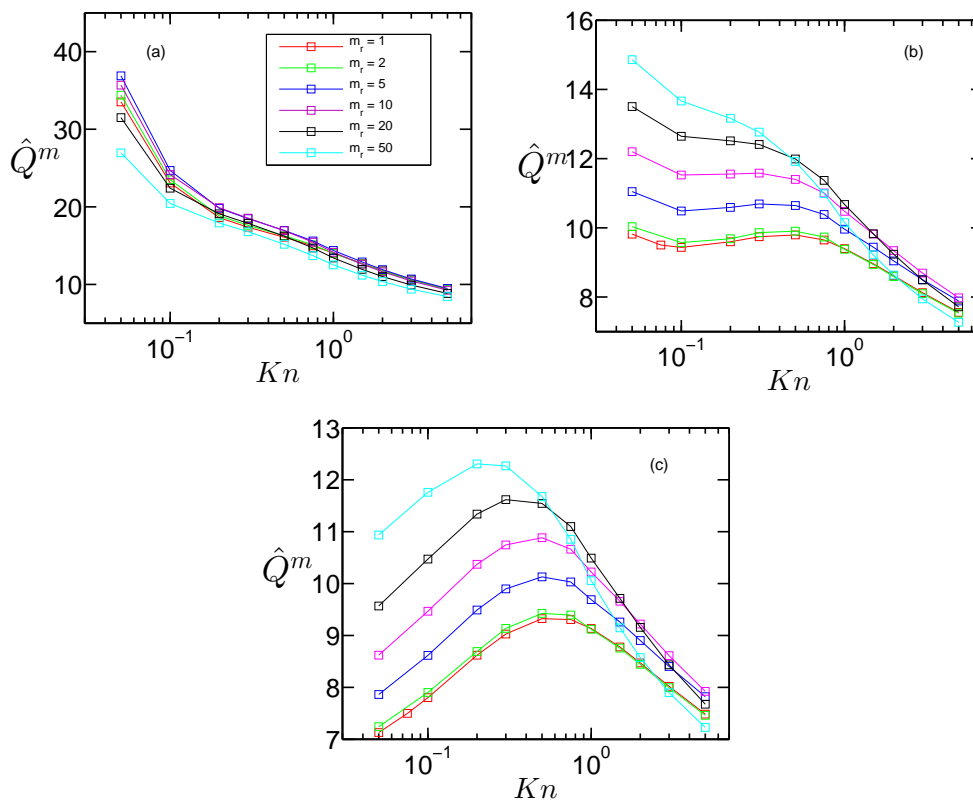 (a)
m_r = 1
m_r = 2
m_r = 5
m_r = 10
m_r = 20
m_r = 50
40
30
20
10
Q̂^m
10^−1
10^0
Kn
(b)
16
14
12
10
8
Q̂^m
10^−1
10^0
Kn
(c)
13
12
11
10
9
8
7
Q̂^m
10^−1
10^0
Kn